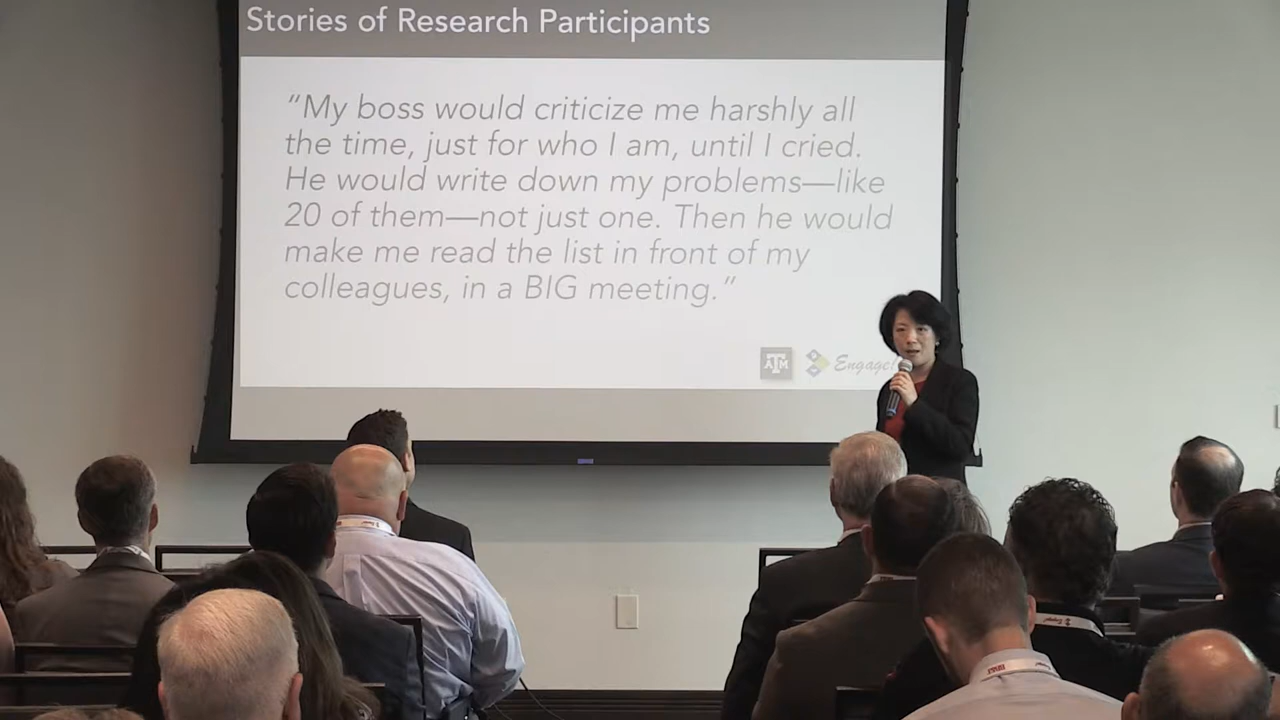 Stories of Research Participants
“My boss would criticize me harshly all
the time, just for who I am, until I cried.
He would write down my problems—like
20 of them—not just one. Then he would
make me read the list in front of my
colleagues, in a BIG meeting.”
ATM
Engage!